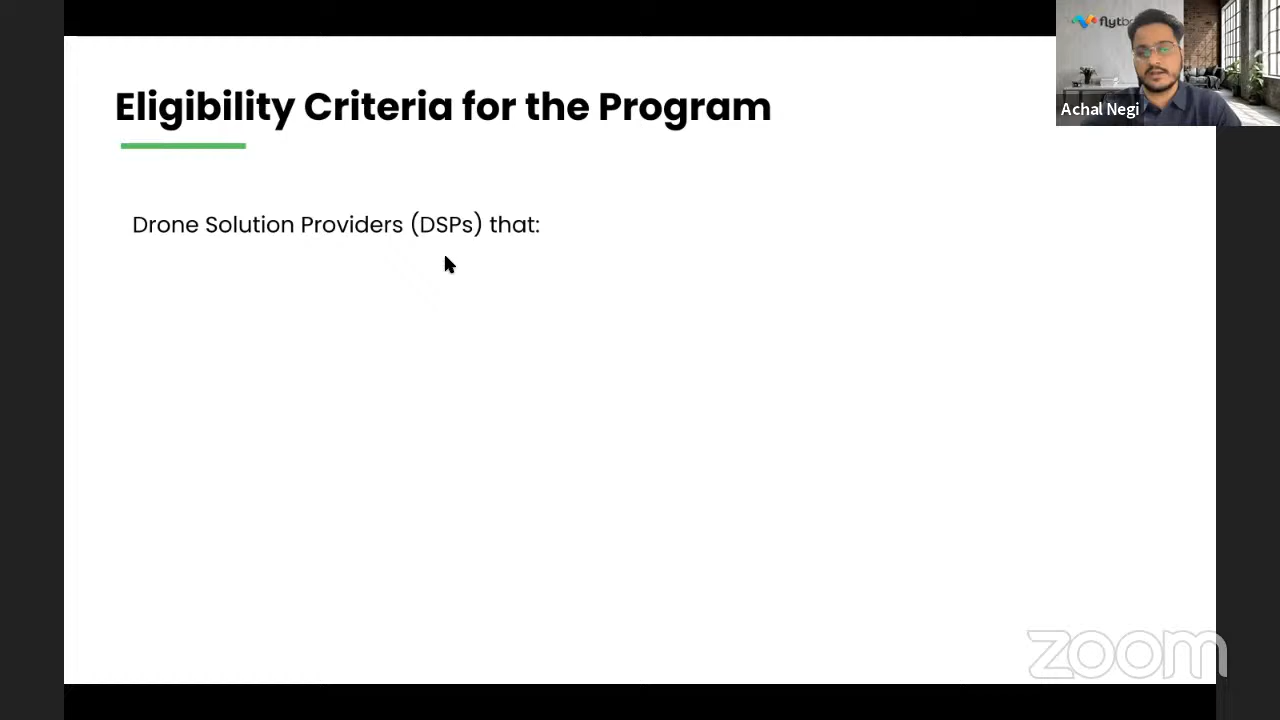 Eligibility Criteria for the Program
Drone Solution Providers (DSPs) that:
Achal Negi
zoom